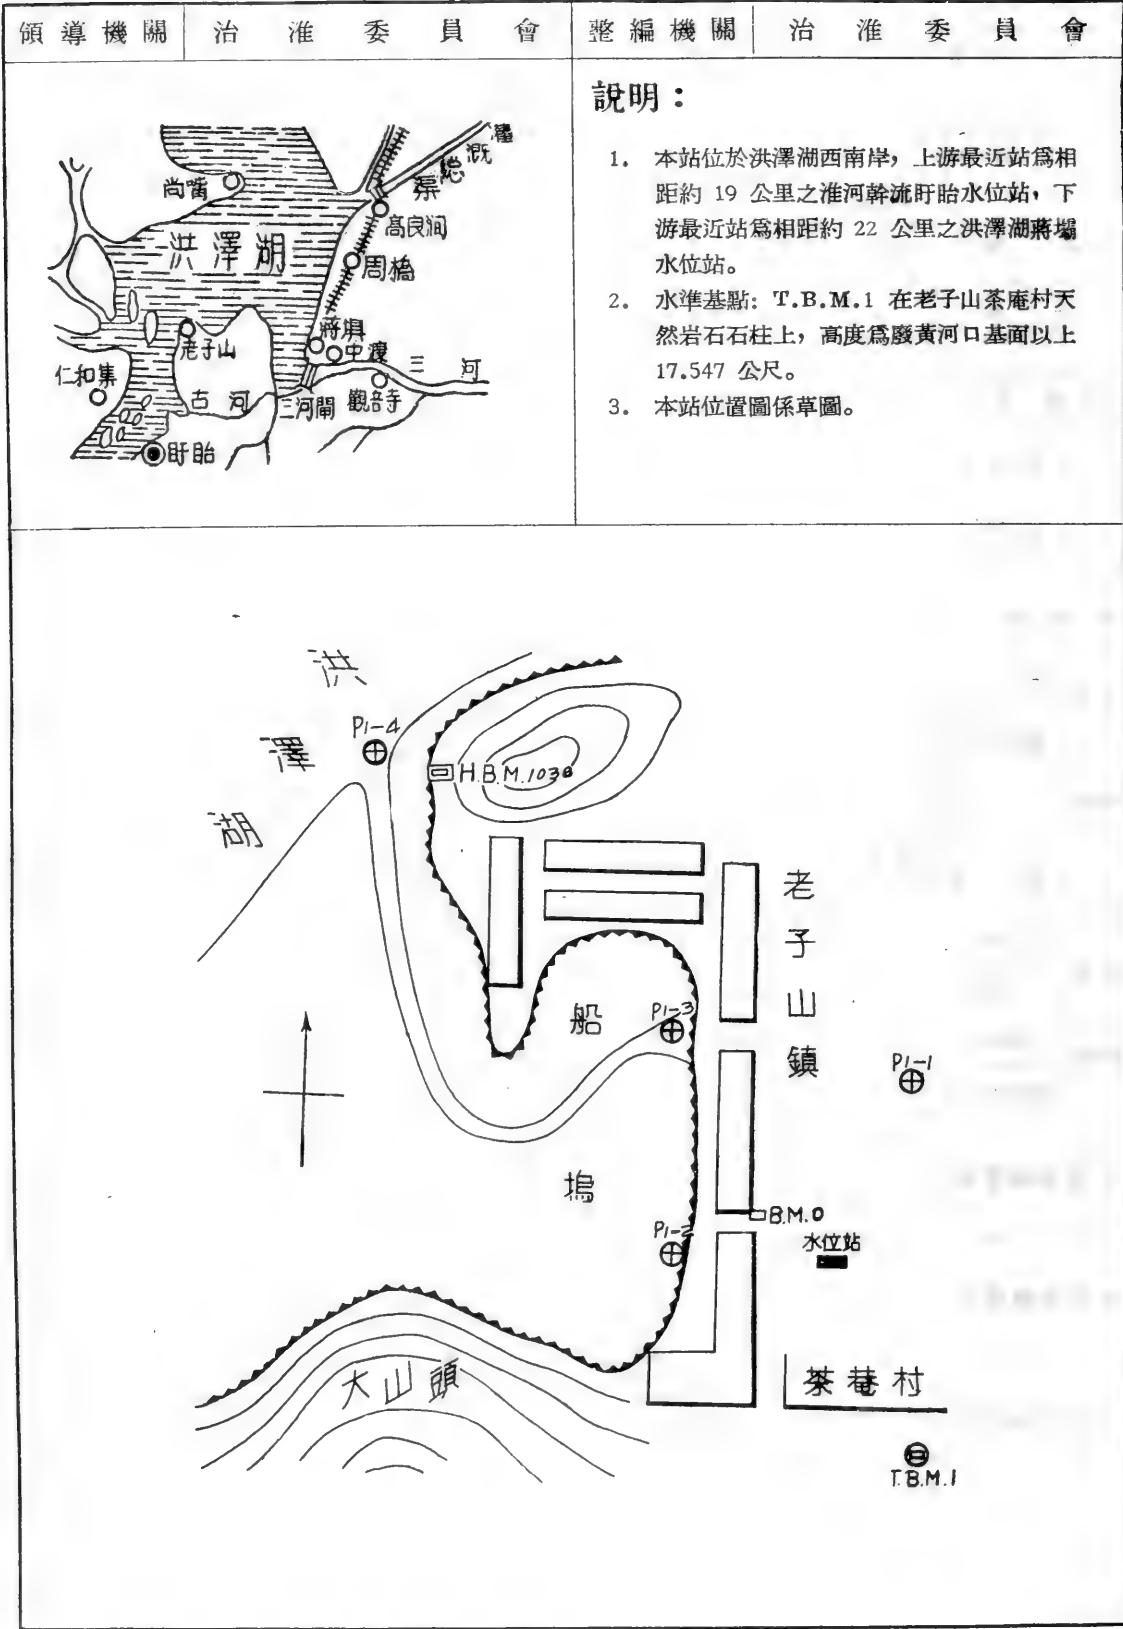 領導機關 治淮委員會 整編機關 治淮委員會
說明：
1. 本站位於洪澤湖西南岸，上游最近站爲相
距約 19 公里之淮河幹流盱眙水位站，下
游最近站爲相距約 22 公里之洪澤湖蔣壩
水位站。
2. 水準基點: T.B.M.1 在老子山茶庵村天
然岩石石柱上，高度爲廢黃河口基面以上
17.547 公尺。
3. 本站位置圖係草圖。
尚嘴
洪澤湖
總溉灌
高良澗
周橋
老子山
中渡
三河
仁和集
古河
三河閘
觀音寺
盱眙
洪澤湖
P1-4
H.B.M.103
老子山鎮
船塢
P1-3
P1-1
P1-2
B.M.0
水位站
大山頭
茶菴村
T.B.M.1